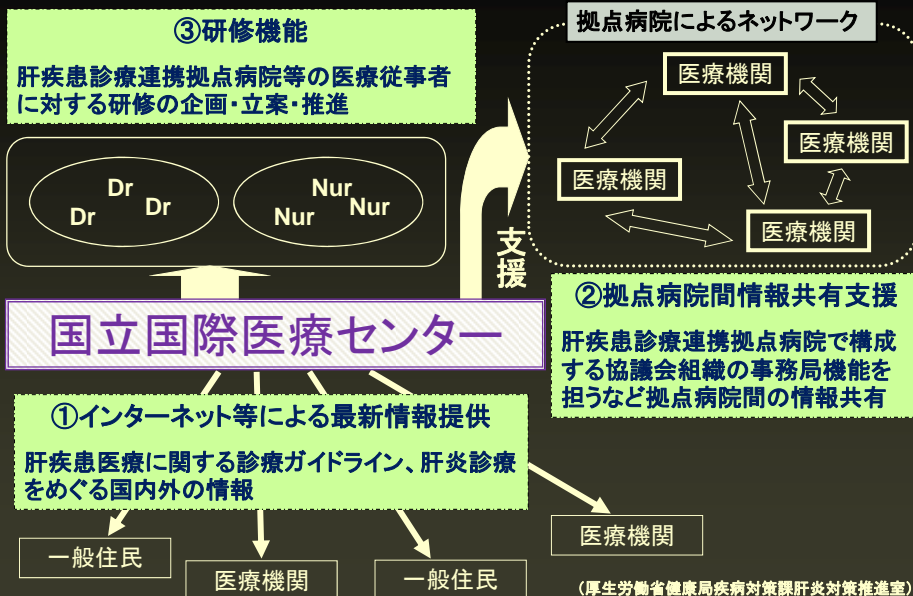 ③研修機能
肝疾患診療連携拠点病院等の医療従事者
に対する研修の企画・立案・推進
Dr
Dr
Dr
Nur
Nur
Nur
拠点病院によるネットワーク
医療機関
医療機関
医療機関
医療機関
支援
国立国際医療センター
②拠点病院間情報共有支援
肝疾患診療連携拠点病院で構成
する協議会組織の事務局機能を
担うなど拠点病院間の情報共有
①インターネット等による最新情報提供
肝疾患医療に関する診療ガイドライン、肝炎診療
をめぐる国内外の情報
一般住民
医療機関
一般住民
医療機関
（厚生労働省健康局疾病対策課肝炎対策推進室）